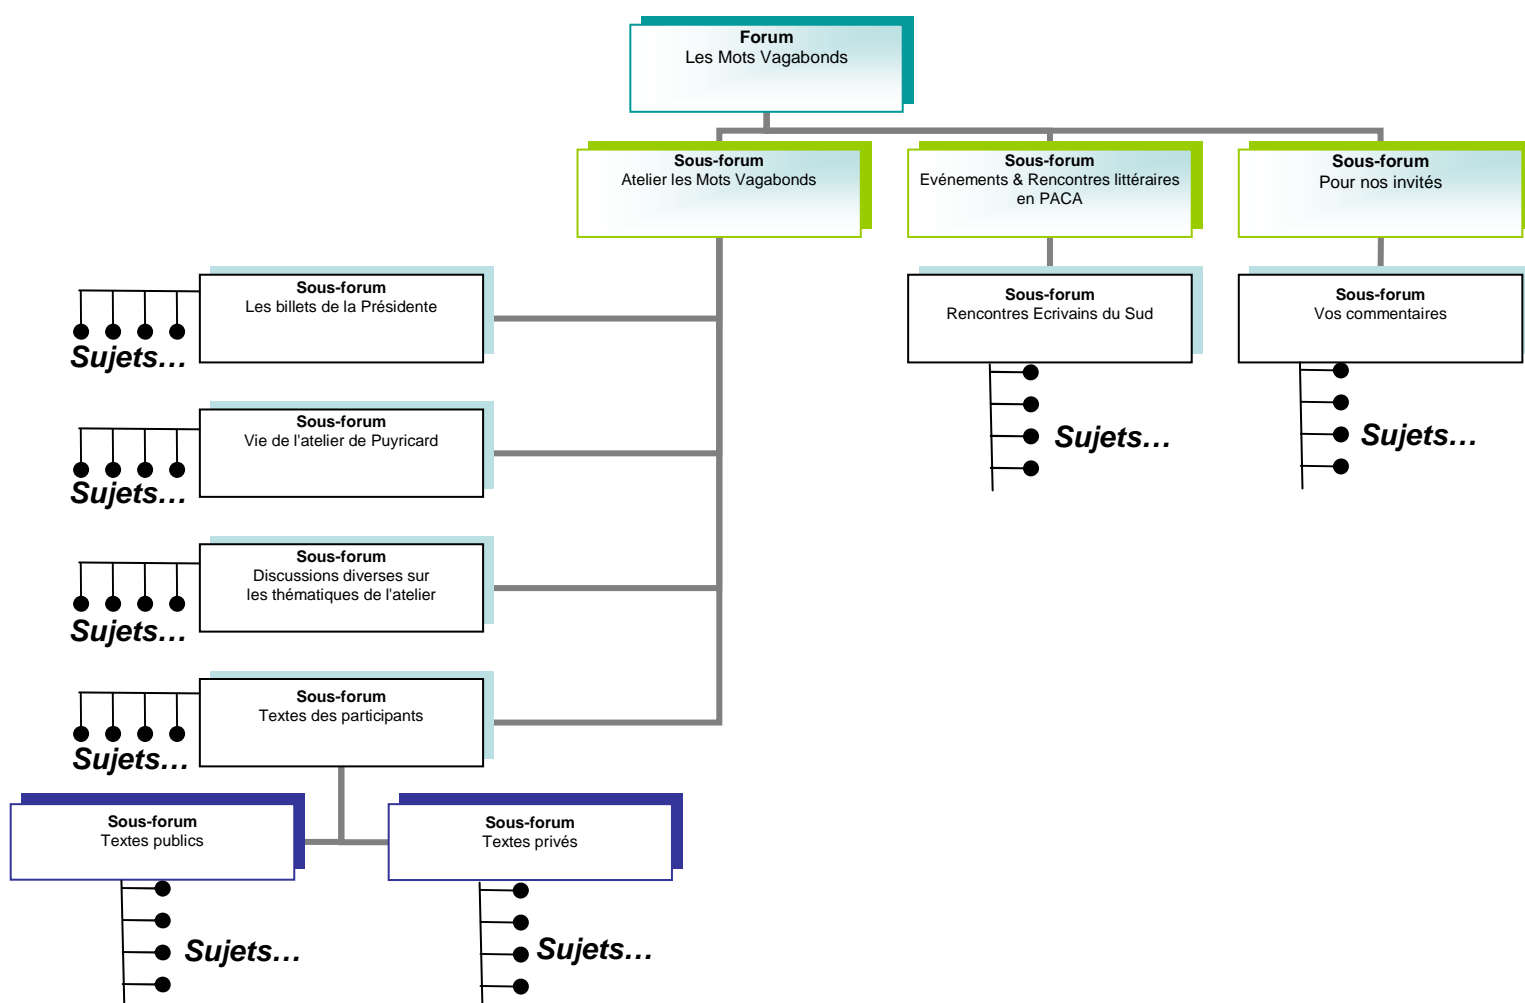 Forum
Les Mots Vagabonds
Sous-forum
Atelier les Mots Vagabonds
Sous-forum
Evénements & Rencontres littéraires
en PACA
Sous-forum
Pour nos invités
Sous-forum
Les billets de la Présidente
Sujets...
Sous-forum
Rencontres Ecrivains du Sud
Sujets...
Sous-forum
Vos commentaires
Sujets...
Sous-forum
Vie de l'atelier de Puyricard
Sujets...
Sous-forum
Discussions diverses sur
les thématiques de l'atelier
Sujets...
Sous-forum
Textes des participants
Sujets...
Sous-forum
Textes publics
Sujets...
Sous-forum
Textes privés
Sujets...